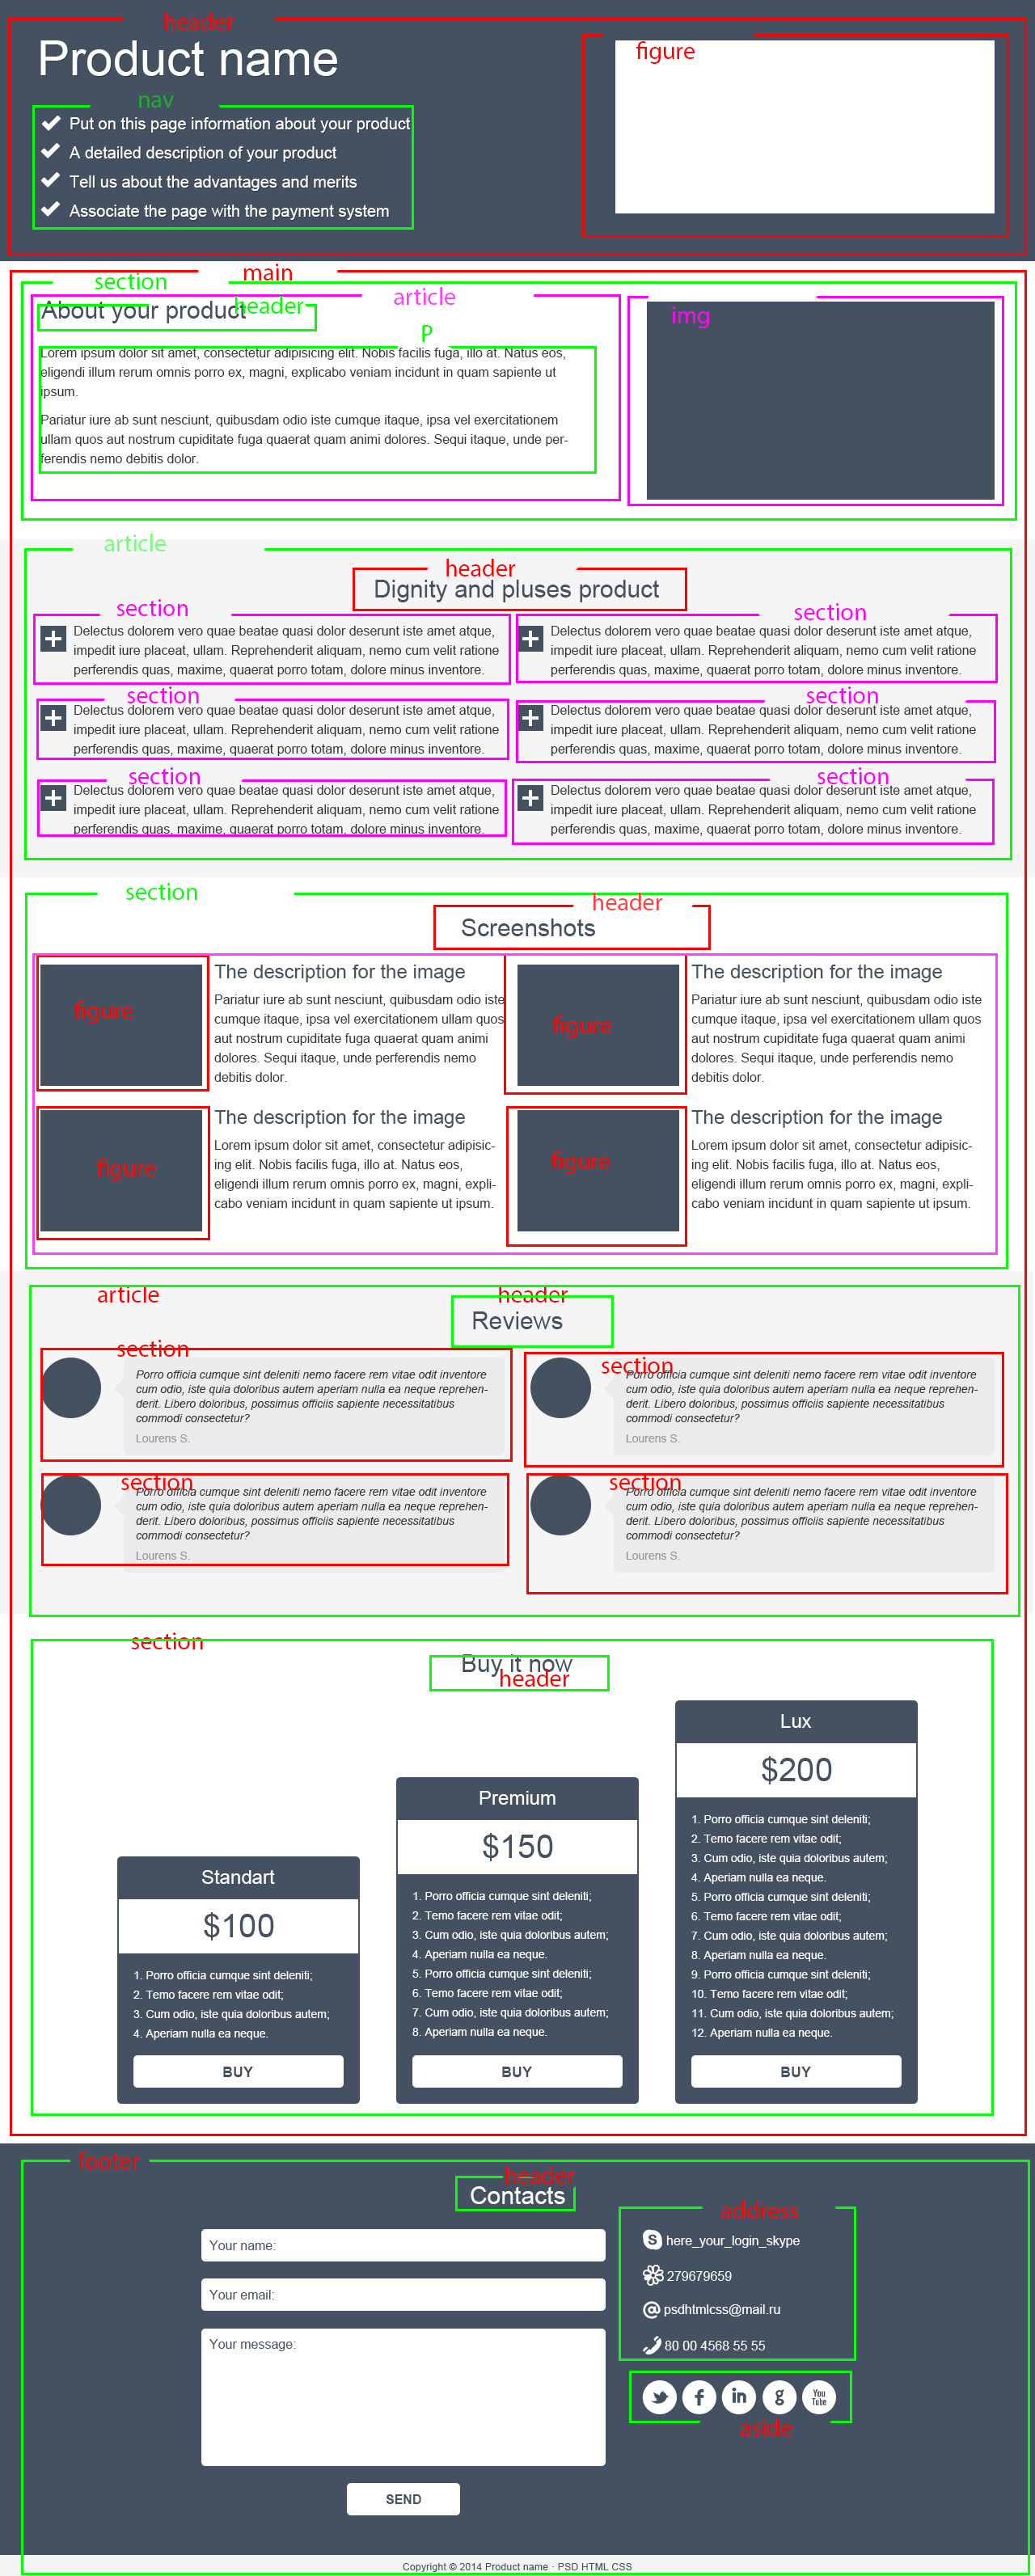 header
Product name
figure
nav
Put on this page information about your product
A detailed description of your product
Tell us about the advantages and merits
Associate the page with the payment system
main
section
article
header
About your product
img
P
Lorem ipsum dolor sit amet, consectetur adipisicing elit. Nobis facilis fuga, illo at. Natus eos,
eligendi illum rerum omnis porro ex, magni, explicabo veniam incidunt in quam sapiente ut
ipsum.
Pariatur iure ab sunt nesciunt, quibusdam odio iste cumque itaque, ipsa vel exercitationem
ullam quos aut nostrum cupiditate fuga quaerat quam animi dolores. Sequi itaque, unde per-
ferendis nemo debitis dolor.
article
header
Dignity and pluses product
section
Delectus dolorem vero quae beatae quasi dolor deserunt iste amet atque,
impedit iure placeat, ullam. Reprehenderit aliquam, nemo cum velit ratione
perferendis quas, maxime, quaerat porro totam, dolore minus inventore.
section
Delectus dolorem vero quae beatae quasi dolor deserunt iste amet atque,
impedit iure placeat, ullam. Reprehenderit aliquam, nemo cum velit ratione
perferendis quas, maxime, quaerat porro totam, dolore minus inventore.
section
Delectus dolorem vero quae beatae quasi dolor deserunt iste amet atque,
impedit iure placeat, ullam. Reprehenderit aliquam, nemo cum velit ratione
perferendis quas, maxime, quaerat porro totam, dolore minus inventore.
section
Delectus dolorem vero quae beatae quasi dolor deserunt iste amet atque,
impedit iure placeat, ullam. Reprehenderit aliquam, nemo cum velit ratione
perferendis quas, maxime, quaerat porro totam, dolore minus inventore.
section
Delectus dolorem vero quae beatae quasi dolor deserunt iste amet atque,
impedit iure placeat, ullam. Reprehenderit aliquam, nemo cum velit ratione
perferendis quas, maxime, quaerat porro totam, dolore minus inventore.
section
Delectus dolorem vero quae beatae quasi dolor deserunt iste amet atque,
impedit iure placeat, ullam. Reprehenderit aliquam, nemo cum velit ratione
perferendis quas, maxime, quaerat porro totam, dolore minus inventore.
section
header
Screenshots
figure
The description for the image
Pariatur iure ab sunt nesciunt, quibusdam odio iste
cumque itaque, ipsa vel exercitationem ullam quos
aut nostrum cupiditate fuga quaerat quam animi
dolores. Sequi itaque, unde perferendis nemo
debitis dolor.
figure
The description for the image
Pariatur iure ab sunt nesciunt, quibusdam odio iste
cumque itaque, ipsa vel exercitationem ullam quos
aut nostrum cupiditate fuga quaerat quam animi
dolores. Sequi itaque, unde perferendis nemo
debitis dolor.
figure
The description for the image
Lorem ipsum dolor sit amet, consectetur adipisic-
ing elit. Nobis facilis fuga, illo at. Natus eos,
eligendi illum rerum omnis porro ex, magni, expli-
cabo veniam incidunt in quam sapiente ut ipsum.
figure
The description for the image
Lorem ipsum dolor sit amet, consectetur adipisic-
ing elit. Nobis facilis fuga, illo at. Natus eos,
eligendi illum rerum omnis porro ex, magni, expli-
cabo veniam incidunt in quam sapiente ut ipsum.
article
header
Reviews
section
Porro officia cumque sint deleniti nemo facere rem vitae odit inventore
cum odio, iste quia doloribus autem aperiam nulla ea neque reprehen-
derit. Libero doloribus, possimus officiis sapiente necessitatibus
commodi consectetur?
Lourens S.
section
Porro officia cumque sint deleniti nemo facere rem vitae odit inventore
cum odio, iste quia doloribus autem aperiam nulla ea neque reprehen-
derit. Libero doloribus, possimus officiis sapiente necessitatibus
commodi consectetur?
Lourens S.
section
Porro officia cumque sint deleniti nemo facere rem vitae odit inventore
cum odio, iste quia doloribus autem aperiam nulla ea neque reprehen-
derit. Libero doloribus, possimus officiis sapiente necessitatibus
commodi consectetur?
Lourens S.
section
Porro officia cumque sint deleniti nemo facere rem vitae odit inventore
cum odio, iste quia doloribus autem aperiam nulla ea neque reprehen-
derit. Libero doloribus, possimus officiis sapiente necessitatibus
commodi consectetur?
Lourens S.
section
Buy it now
header
Standart
$100
1. Porro officia cumque sint deleniti;
2. Temo facere rem vitae odit;
3. Cum odio, iste quia doloribus autem;
4. Aperiam nulla ea neque.
BUY
Premium
$150
1. Porro officia cumque sint deleniti;
2. Temo facere rem vitae odit;
3. Cum odio, iste quia doloribus autem;
4. Aperiam nulla ea neque.
5. Porro officia cumque sint deleniti;
6. Temo facere rem vitae odit;
7. Cum odio, iste quia doloribus autem;
8. Aperiam nulla ea neque.
BUY
Lux
$200
1. Porro officia cumque sint deleniti;
2. Temo facere rem vitae odit;
3. Cum odio, iste quia doloribus autem;
4. Aperiam nulla ea neque.
5. Porro officia cumque sint deleniti;
6. Temo facere rem vitae odit;
7. Cum odio, iste quia doloribus autem;
8. Aperiam nulla ea neque.
9. Porro officia cumque sint deleniti;
10. Temo facere rem vitae odit;
11. Cum odio, iste quia doloribus autem;
12. Aperiam nulla ea neque.
BUY
footer
header
Contacts
Your name:
Your email:
Your message:
SEND
address
here_your_login_skype
279679659
psdhtmlcss@mail.ru
80 00 4568 55 55
You
Tube
aside
Copyright © 2014 Product name · PSD HTML CSS